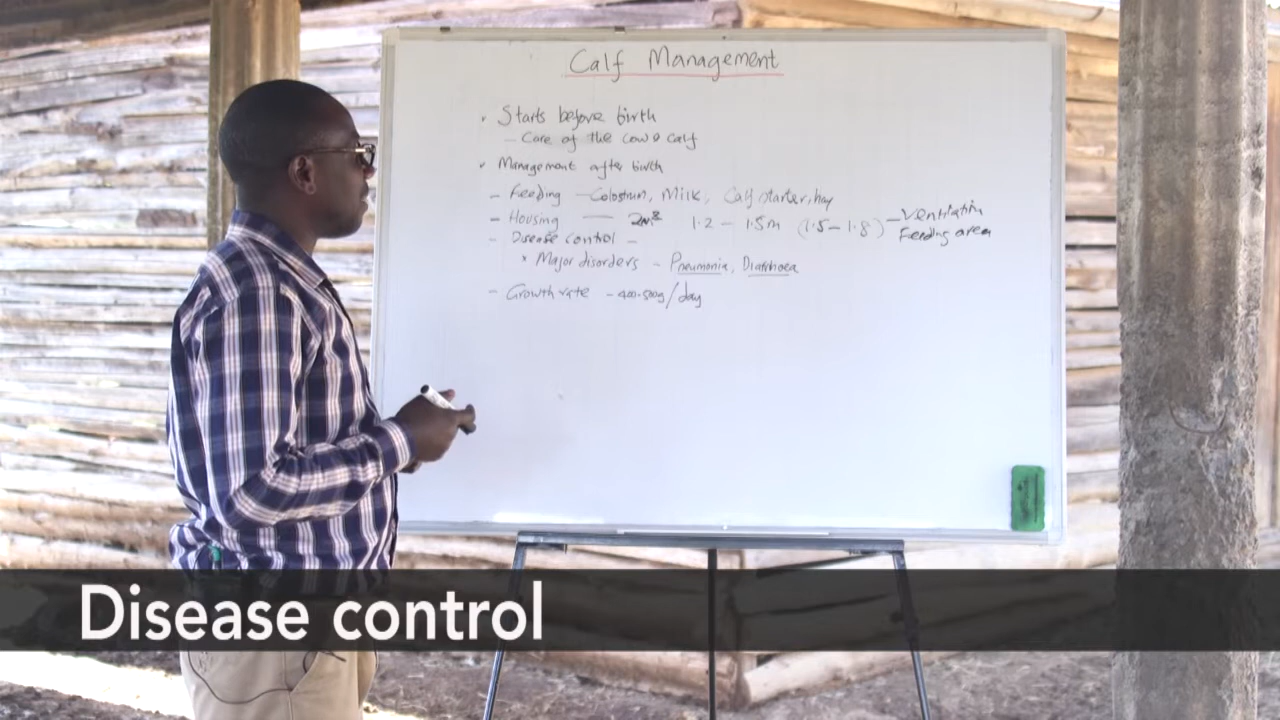 Calf Management
• Starts before birth
– Care of the cow & calf
• Management after birth
– Feeding – Colostrum, Milk, Calf starter, hay
– Housing — 2m² 1.2 – 1.5m (1.5–1.8) – Ventilation
Feeding area
– Disease control –
* Major disorders – Pneumonia, Diarrhoea
– Growth rate – 400-500g/day
Disease control